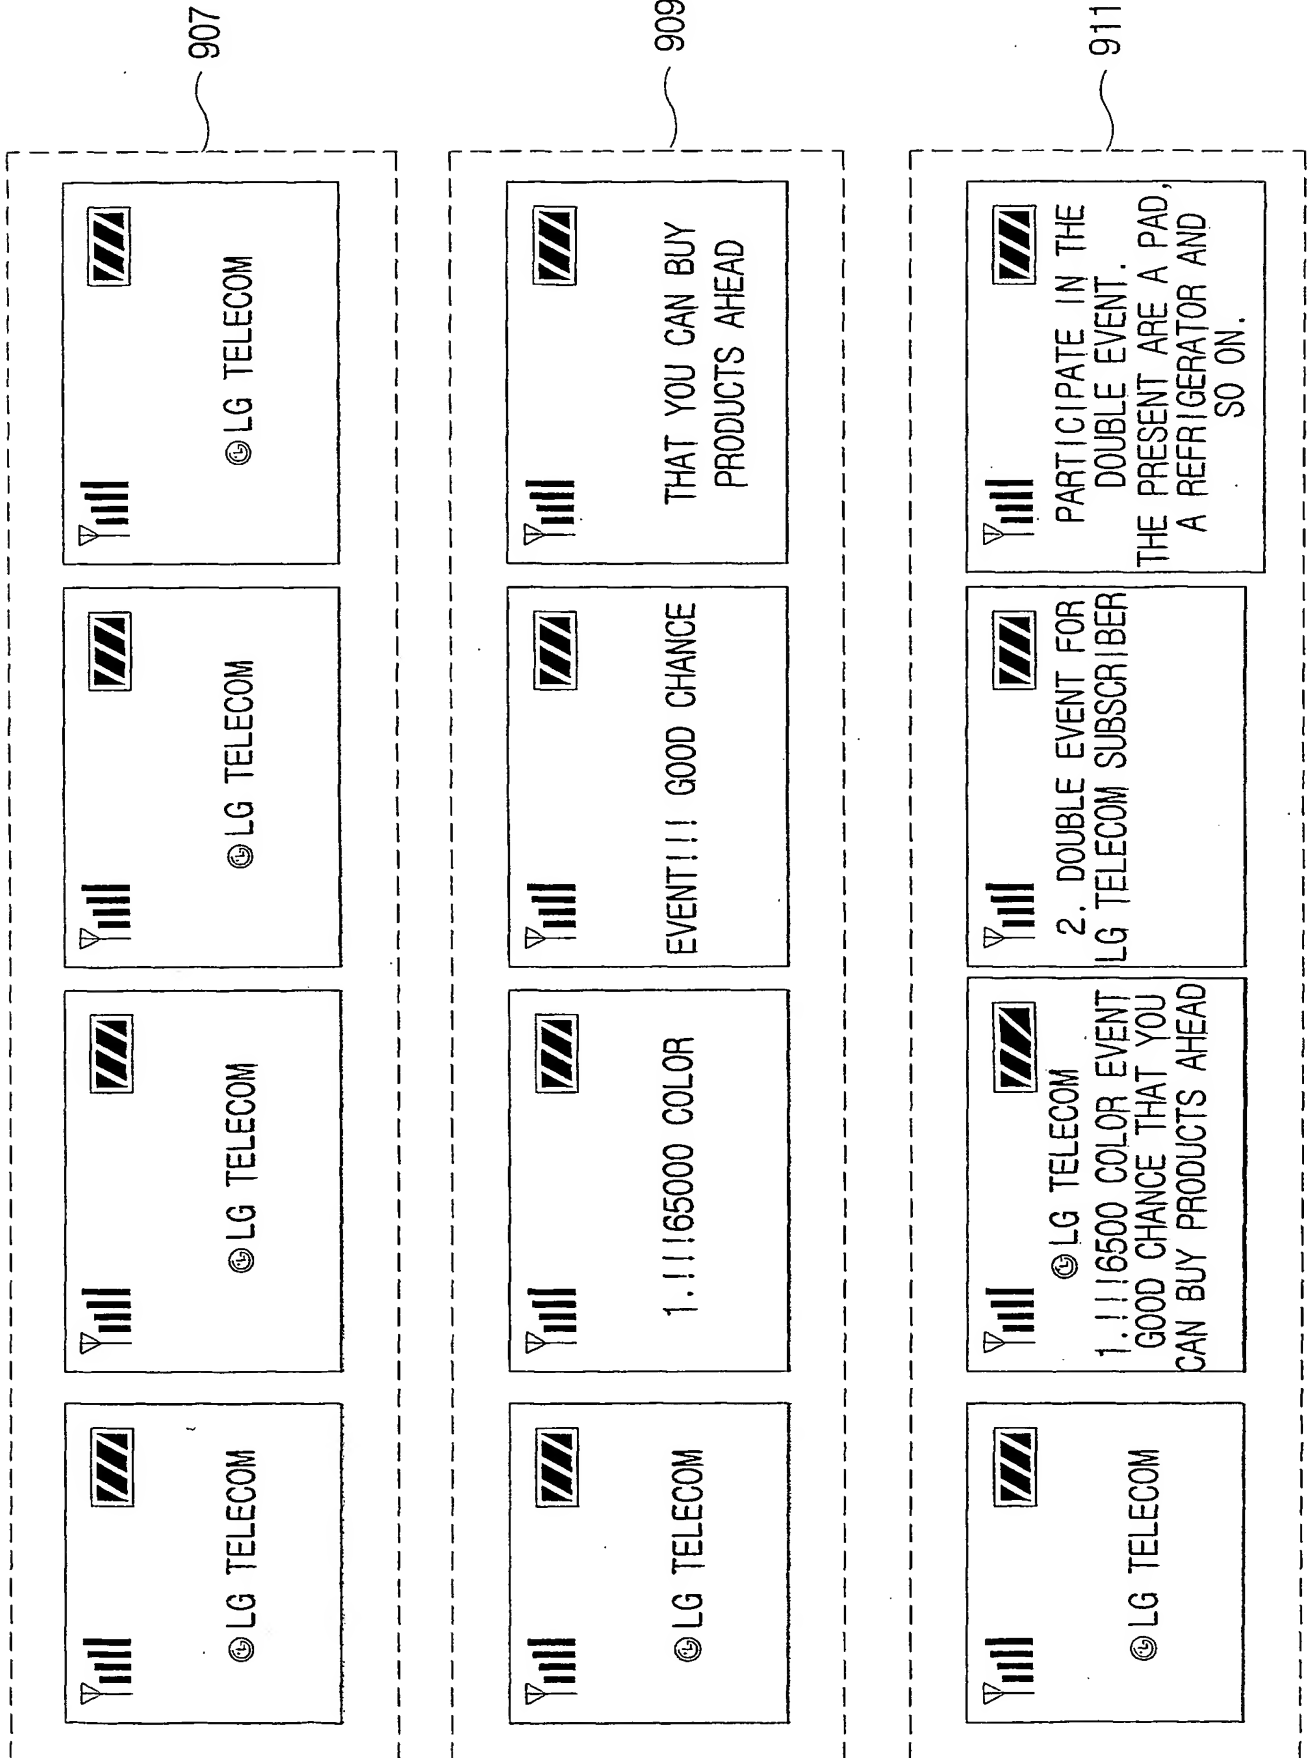 LG TELECOM
LG TELECOM
LG TELECOM
LG TELECOM
907
LG TELECOM
1.!!!65000 COLOR
EVENT!!! GOOD CHANCE
THAT YOU CAN BUY
PRODUCTS AHEAD
909
LG TELECOM
LG TELECOM
1.!!!6500 COLOR EVENT
GOOD CHANCE THAT YOU
CAN BUY PRODUCTS AHEAD
2. DOUBLE EVENT FOR
LG TELECOM SUBSCRIBER
PARTICIPATE IN THE
DOUBLE EVENT.
THE PRESENT ARE A PAD,
A REFRIGERATOR AND
SO ON.
911